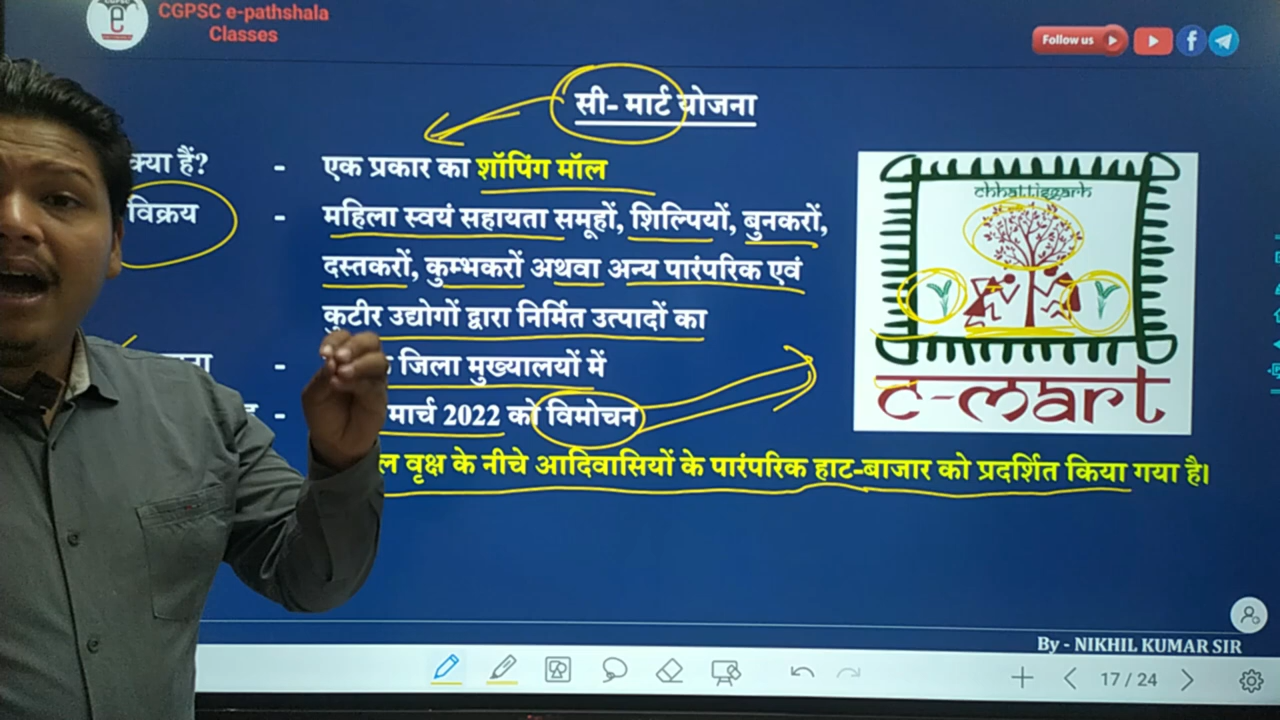 CGPSC e-pathshala
Classes
Follow us
सी- मार्ट योजना
क्या हैं? - एक प्रकार का शॉपिंग मॉल
विक्रय - महिला स्वयं सहायता समूहों, शिल्पियों, बुनकरों,
दस्तकरों, कुम्भकरों अथवा अन्य पारंपरिक एवं
कुटीर उद्योगों द्वारा निर्मित उत्पादों का
- जिला मुख्यालयों में
- मार्च 2022 को विमोचन
वृक्ष के नीचे आदिवासियों के पारंपरिक हाट-बाजार को प्रदर्शित किया गया है।
chhattisgarh
c-mart
By - NIKHIL KUMAR SIR
17 / 24